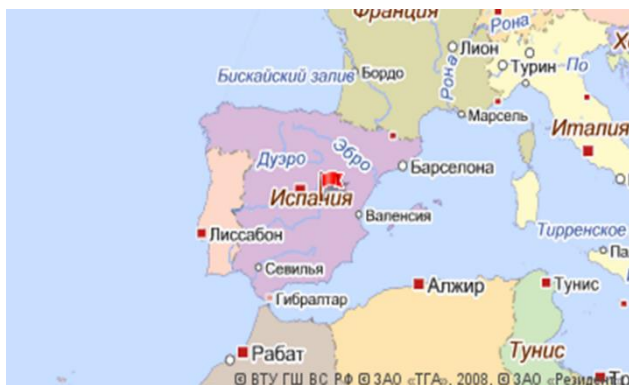 Франция
Рона
Лион
Турин
По
Бискайский залив
Бордо
Рона
Марсель
Италия
Дуэро
Эбро
Барселона
Испания
Валенсия
Тирренское
Лиссабон
Севилья
Гибралтар
Алжир
Тунис
Рабат
Тунис
© ВТУ ГШ ВС РФ © ЗАО «ТГА», 2008, © ЗАО «Резидент